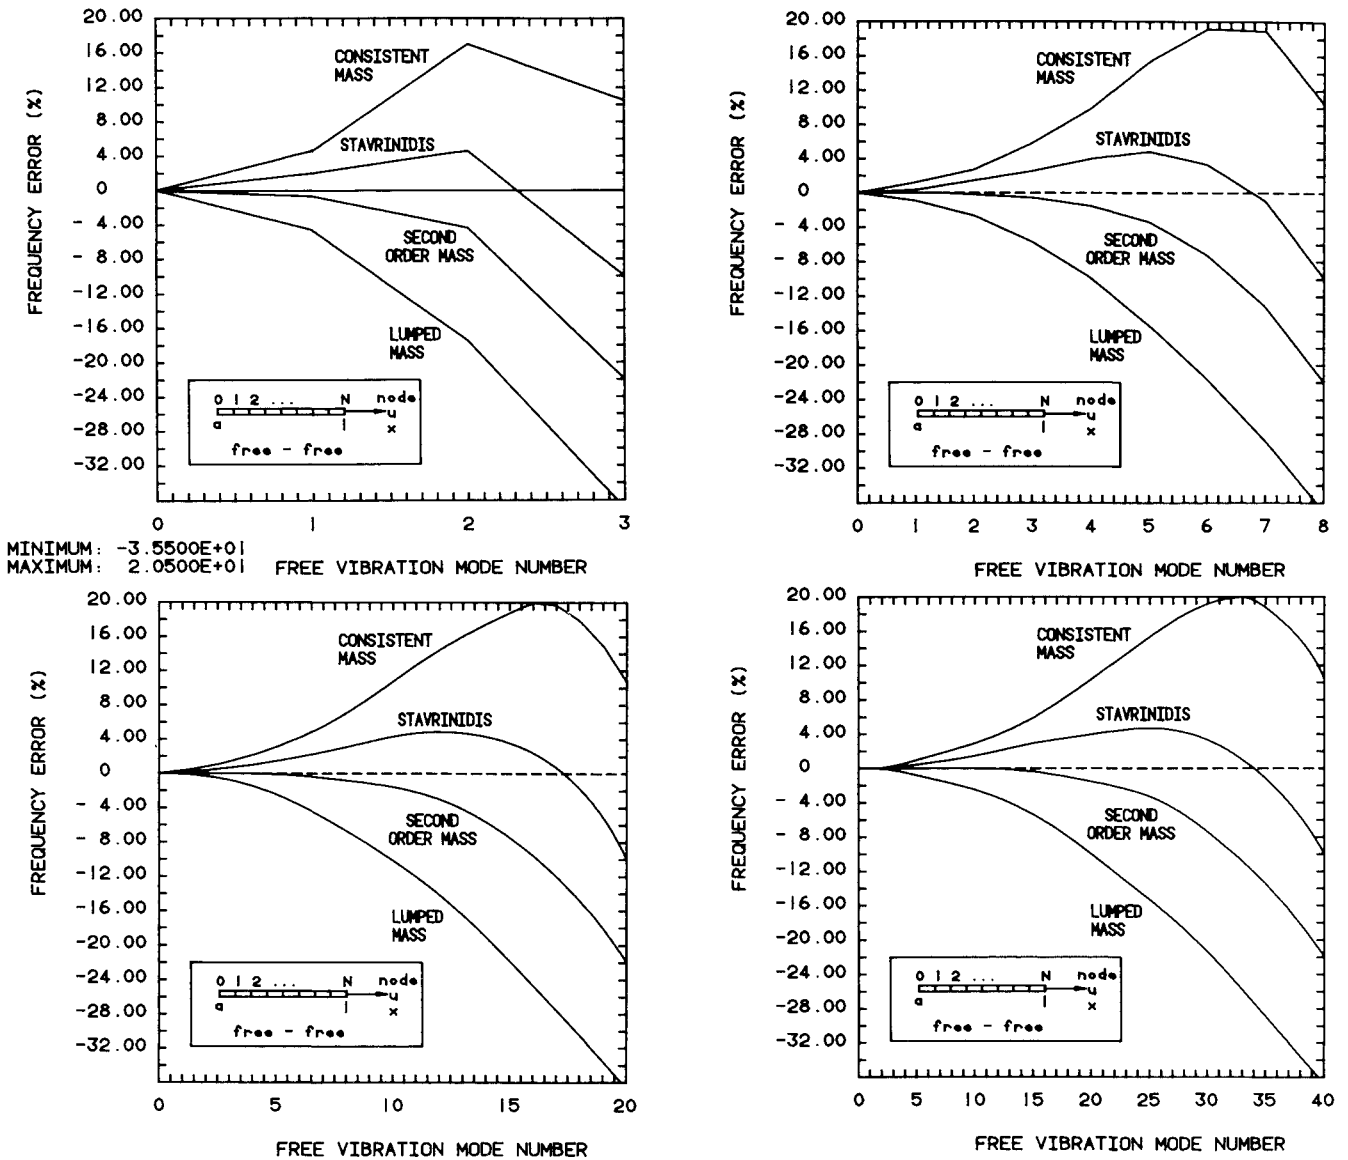 20.00
16.00
12.00
8.00
4.00
0
- 4.00
- 8.00
-12.00
-16.00
-20.00
-24.00
-28.00
-32.00
FREQUENCY ERROR (%)
CONSISTENT
MASS
STAVRINIDIS
SECOND
ORDER MASS
LUMPED
MASS
0 1 2 ... N node
u
a l x
free - free
0 1 2 3
MINIMUM: -3.5500E+01
MAXIMUM: 2.0500E+01
FREE VIBRATION MODE NUMBER
20.00
16.00
12.00
8.00
4.00
0
- 4.00
- 8.00
-12.00
-16.00
-20.00
-24.00
-28.00
-32.00
FREQUENCY ERROR (%)
CONSISTENT
MASS
STAVRINIDIS
SECOND
ORDER MASS
LUMPED
MASS
0 1 2 ... N node
u
a l x
free - free
0 1 2 3 4 5 6 7 8
FREE VIBRATION MODE NUMBER
20.00
16.00
12.00
8.00
4.00
0
- 4.00
- 8.00
-12.00
-16.00
-20.00
-24.00
-28.00
-32.00
FREQUENCY ERROR (%)
CONSISTENT
MASS
STAVRINIDIS
SECOND
ORDER MASS
LUMPED
MASS
0 1 2 ... N node
u
a l x
free - free
0 5 10 15 20
FREE VIBRATION MODE NUMBER
20.00
16.00
12.00
8.00
4.00
0
- 4.00
- 8.00
-12.00
-16.00
-20.00
-24.00
-28.00
-32.00
FREQUENCY ERROR (%)
CONSISTENT
MASS
STAVRINIDIS
SECOND
ORDER MASS
LUMPED
MASS
0 1 2 ... N node
u
a l x
free - free
0 5 10 15 20 25 30 35 40
FREE VIBRATION MODE NUMBER